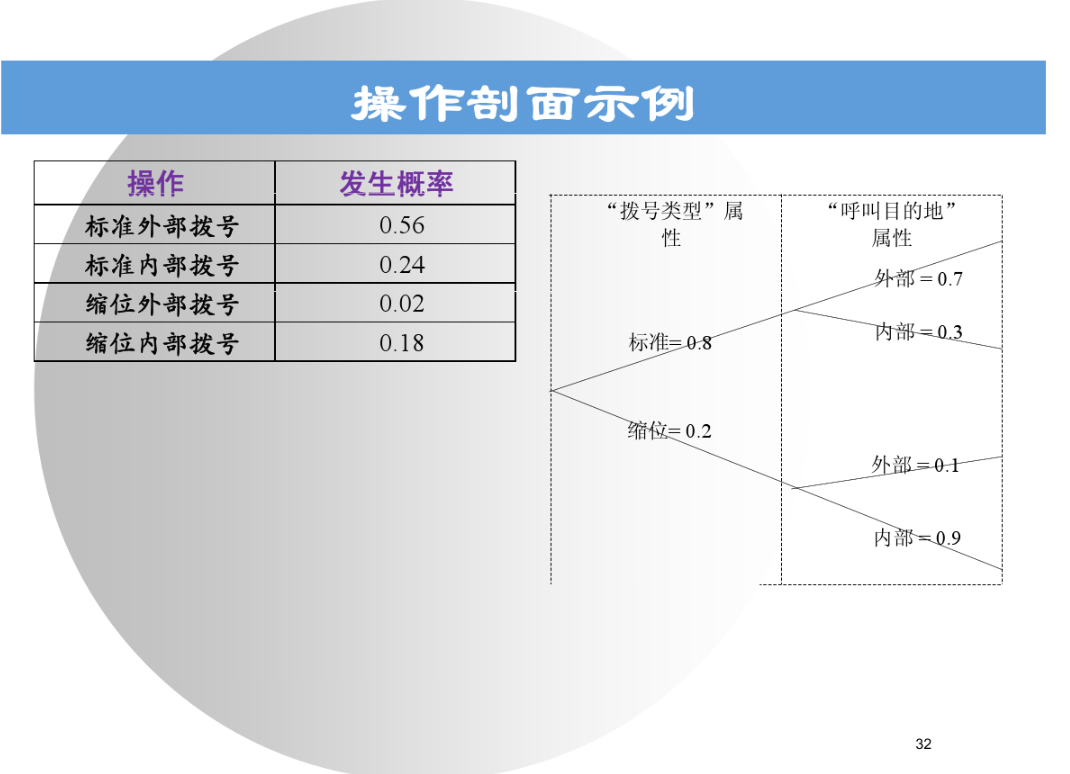 操作剖面示例
操作 发生概率
标准外部拨号 0.56
标准内部拨号 0.24
缩位外部拨号 0.02
缩位内部拨号 0.18
“拨号类型”属
性
“呼叫目的地”
属性
外部 = 0.7
内部 = 0.3
标准= 0.8
缩位= 0.2
外部 = 0.1
内部 = 0.9
32